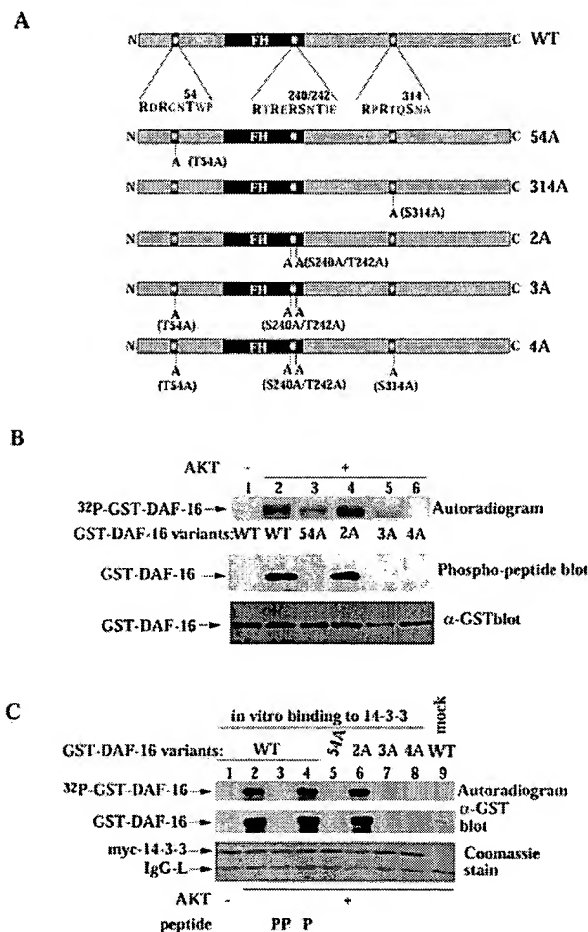 A
N FH C WT
54 240/242 314
RDRCNTWP RTRERSNTIE RPRTQSNA
N FH C 54A
A (T54A)
N FH C 314A
A (S314A)
N FH C 2A
A A (S240A/T242A)
N FH C 3A
A A A
(T54A) (S240A/T242A)
N FH C 4A
A A A A
(T54A) (S240A/T242A) (S314A)
B
AKT - +
1 2 3 4 5 6
32P-GST-DAF-16 Autoradiogram
GST-DAF-16 variants: WT WT 54A 2A 3A 4A
GST-DAF-16 Phospho-peptide blot
GST-DAF-16 α-GST blot
C
in vitro binding to 14-3-3 mock
GST-DAF-16 variants: WT 54A 2A 3A 4A WT
1 2 3 4 5 6 7 8 9
32P-GST-DAF-16 Autoradiogram
GST-DAF-16 α-GST blot
myc-14-3-3 Coomassie
IgG-L stain
AKT - +
peptide PP P